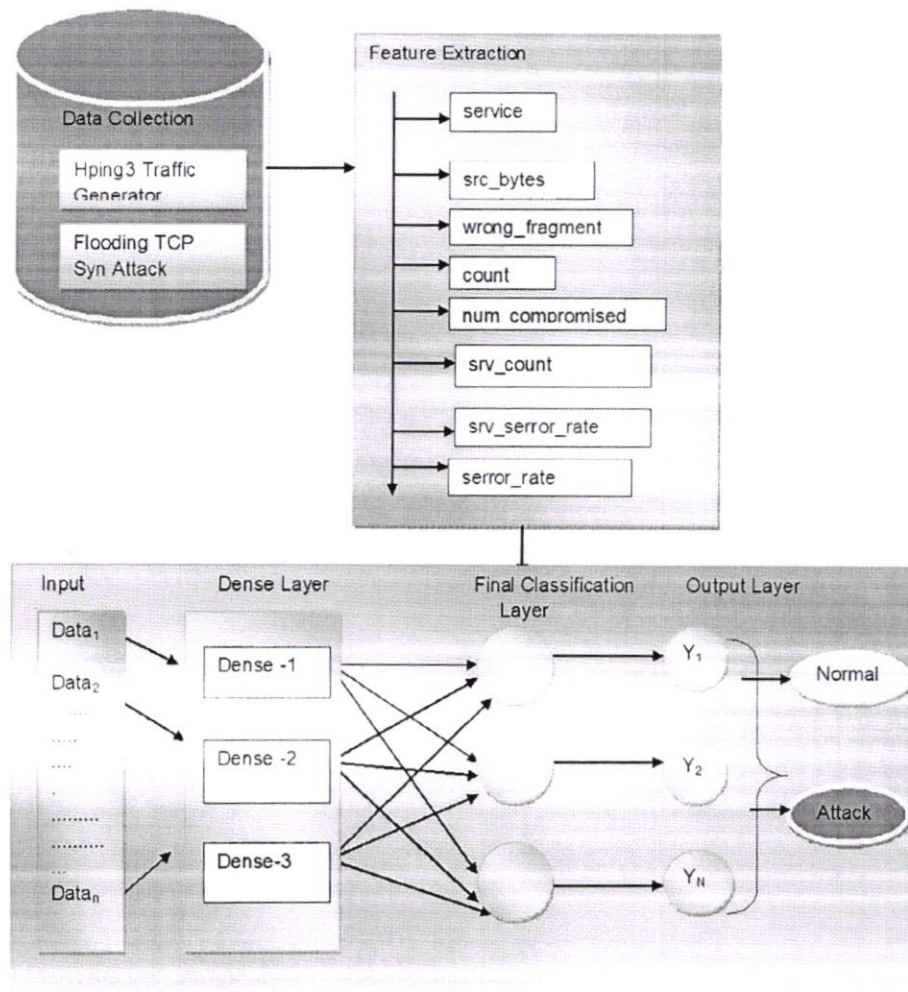 Data Collection
Hping3 Traffic
Generator
Flooding TCP
Syn Attack
Feature Extraction
service
src_bytes
wrong_fragment
count
num_compromised
srv_count
srv_serror_rate
serror_rate
Input
Data1
Data2
....
....
....
.
.........
..........
...
Datan
Dense Layer
Dense -1
Dense -2
Dense-3
Final Classification
Layer
Output Layer
Y1
Y2
YN
Normal
Attack